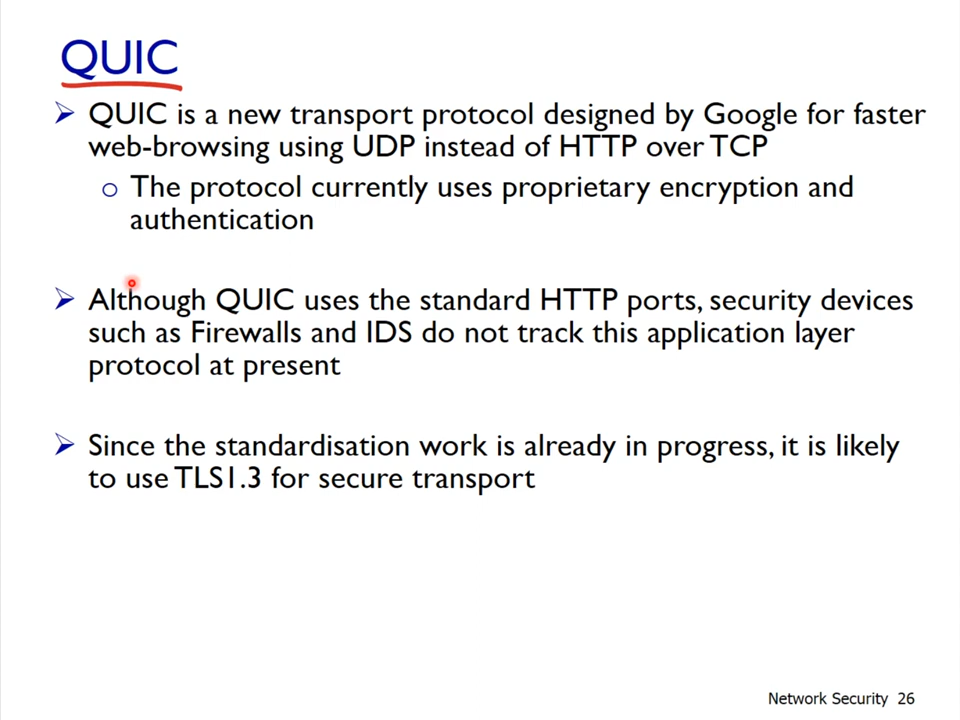 QUIC
QUIC is a new transport protocol designed by Google for faster
web-browsing using UDP instead of HTTP over TCP
The protocol currently uses proprietary encryption and
authentication
Although QUIC uses the standard HTTP ports, security devices
such as Firewalls and IDS do not track this application layer
protocol at present
Since the standardisation work is already in progress, it is likely
to use TLS1.3 for secure transport
Network Security 26